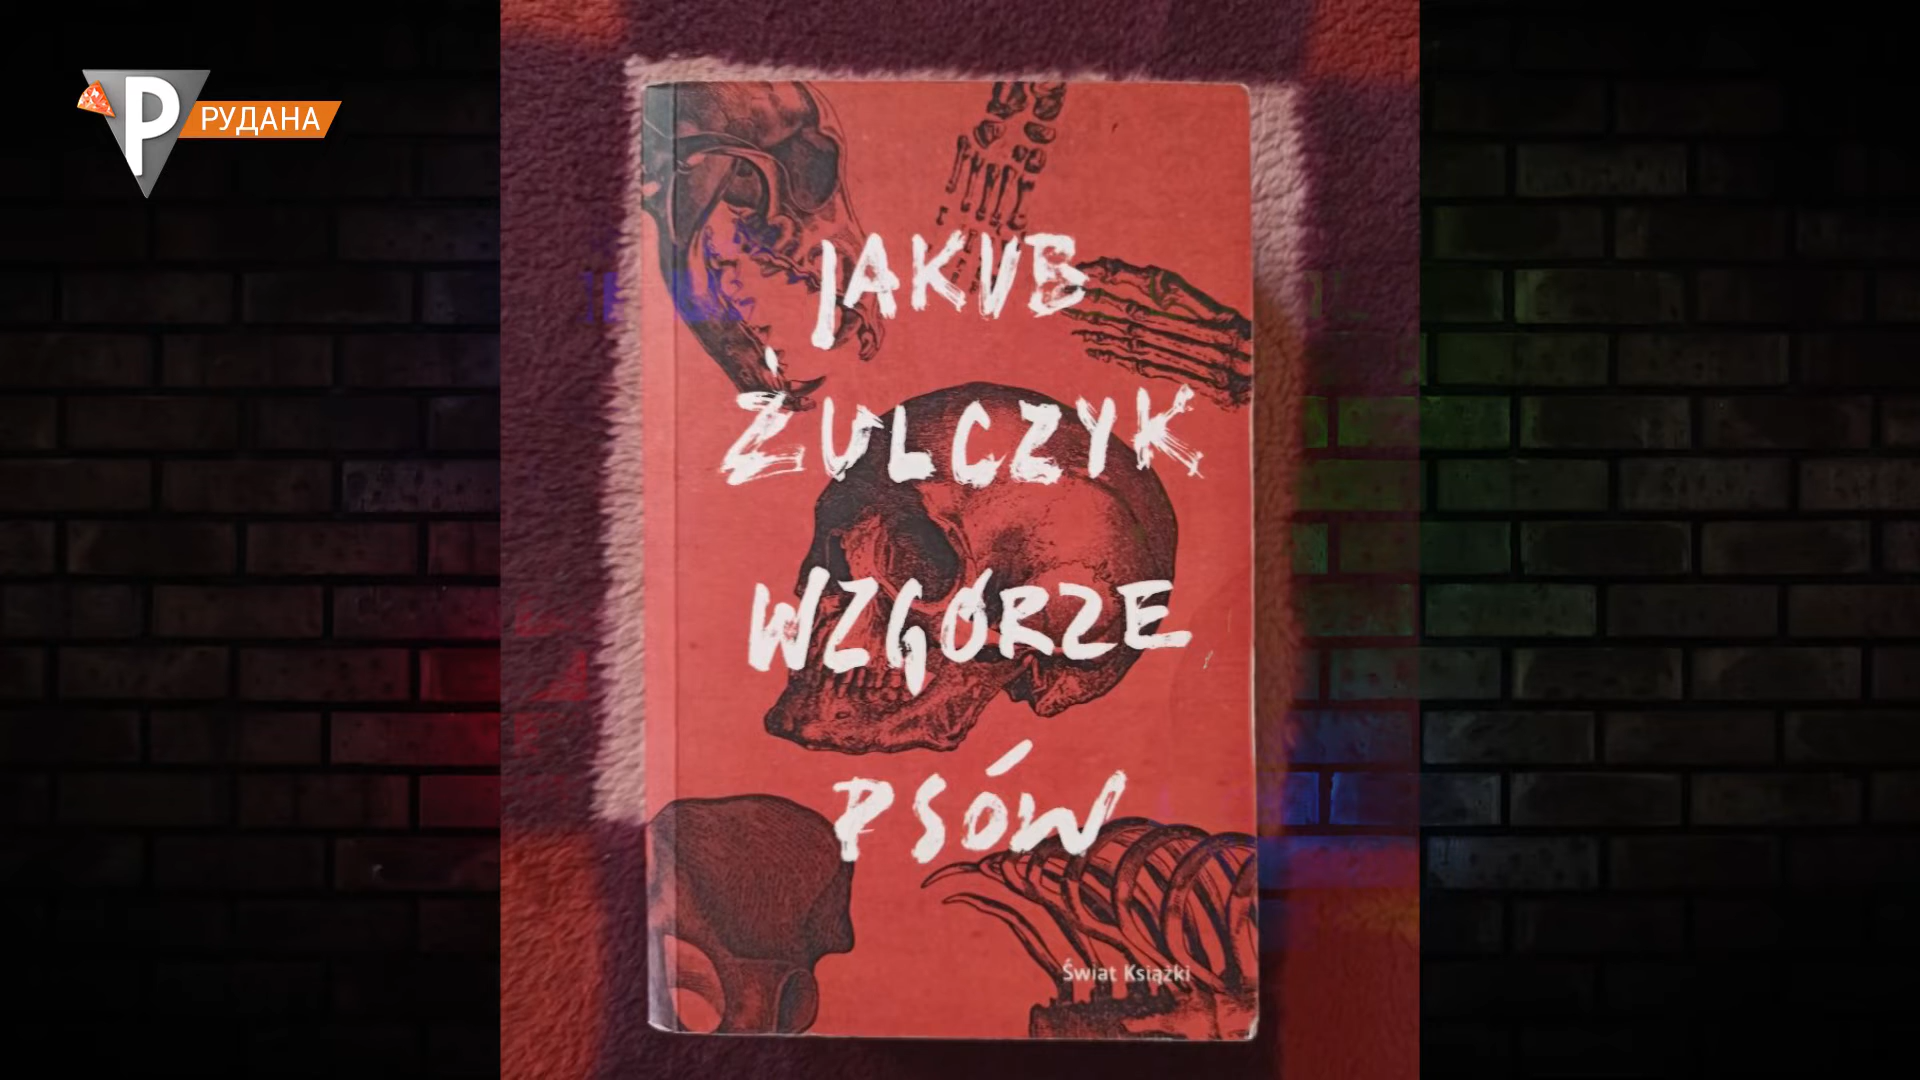 Р РУДАНА
JAKUB
ŻULCZYK
WZGÓRZE
PSÓW
Świat Książki